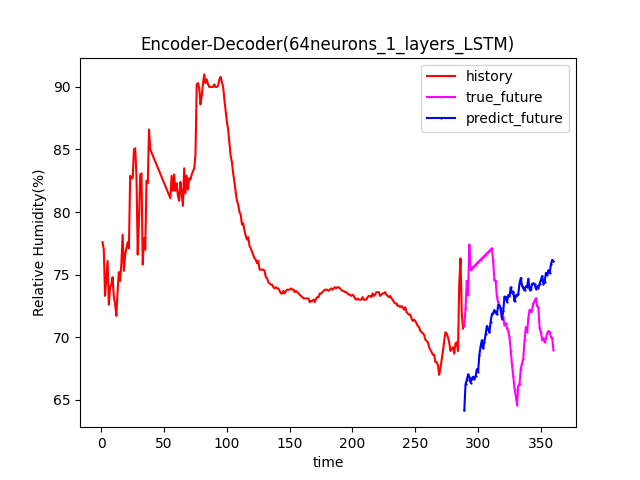 Encoder-Decoder(64neurons_1_layers_LSTM)
history
true_future
predict_future
Relative Humidity(%)
90
85
80
75
70
65
0 50 100 150 200 250 300 350
time